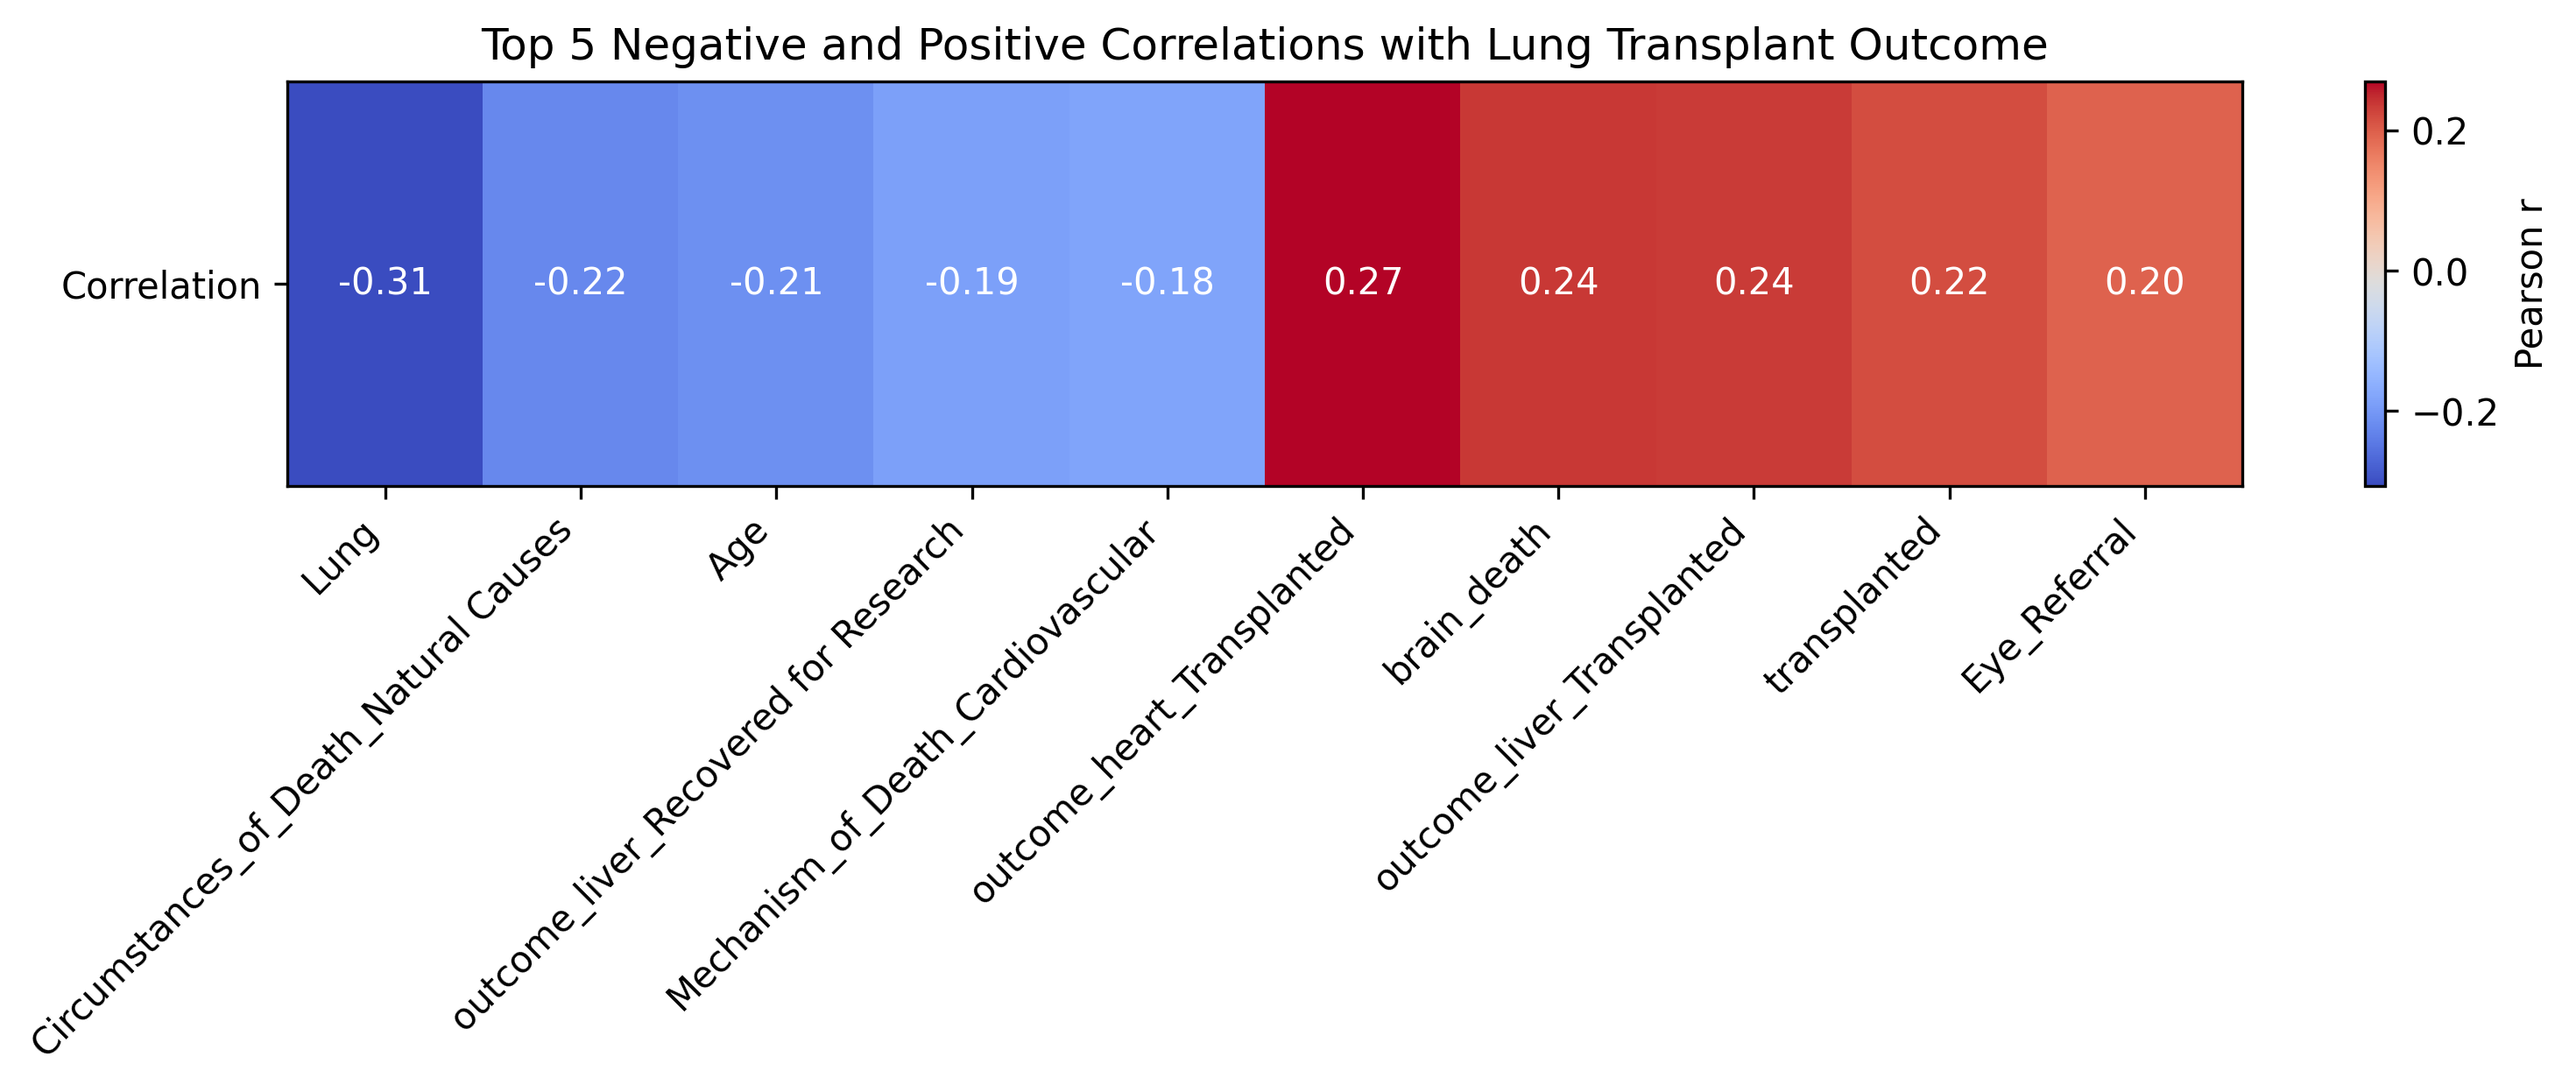 Top 5 Negative and Positive Correlations with Lung Transplant Outcome
Correlation
-0.31
-0.22
-0.21
-0.19
-0.18
0.27
0.24
0.24
0.22
0.20
Lung
Circumstances_of_Death_Natural Causes
Age
outcome_liver_Recovered for Research
Mechanism_of_Death_Cardiovascular
outcome_heart_Transplanted
brain_death
outcome_liver_Transplanted
transplanted
Eye_Referral
0.2
0.0
−0.2
Pearson r